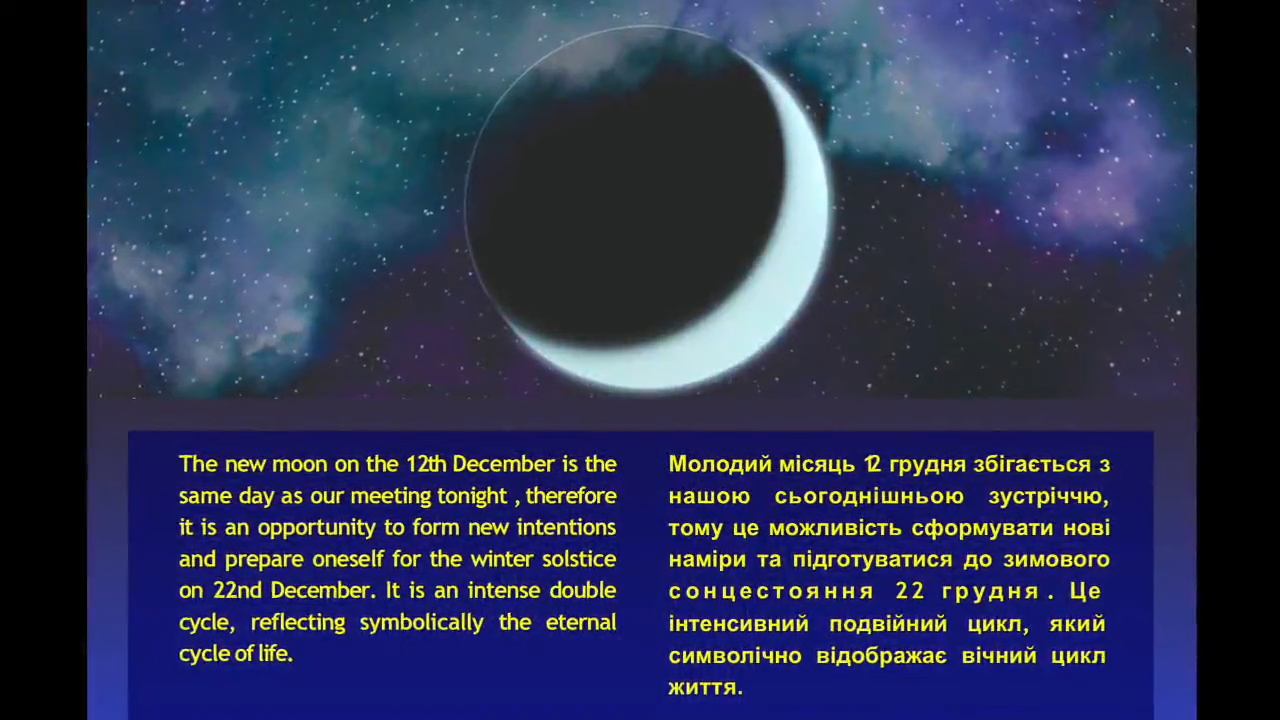 The new moon on the 12th December is the
same day as our meeting tonight , therefore
it is an opportunity to form new intentions
and prepare oneself for the winter solstice
on 22nd December. It is an intense double
cycle, reflecting symbolically the eternal
cycle of life.
Молодий місяць 12 грудня збігається з
нашою сьогоднішньою зустріччю,
тому це можливість сформувати нові
наміри та підготуватися до зимового
сонцестояння 22 грудня. Це
інтенсивний подвійний цикл, який
символічно відображає вічний цикл
життя.